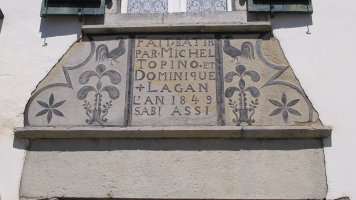 FAIT BATIR
PAR MICHEL
TOPINO ET
DOMINIQUE
+ LAGAN
L'AN 1849
SABI ASSI